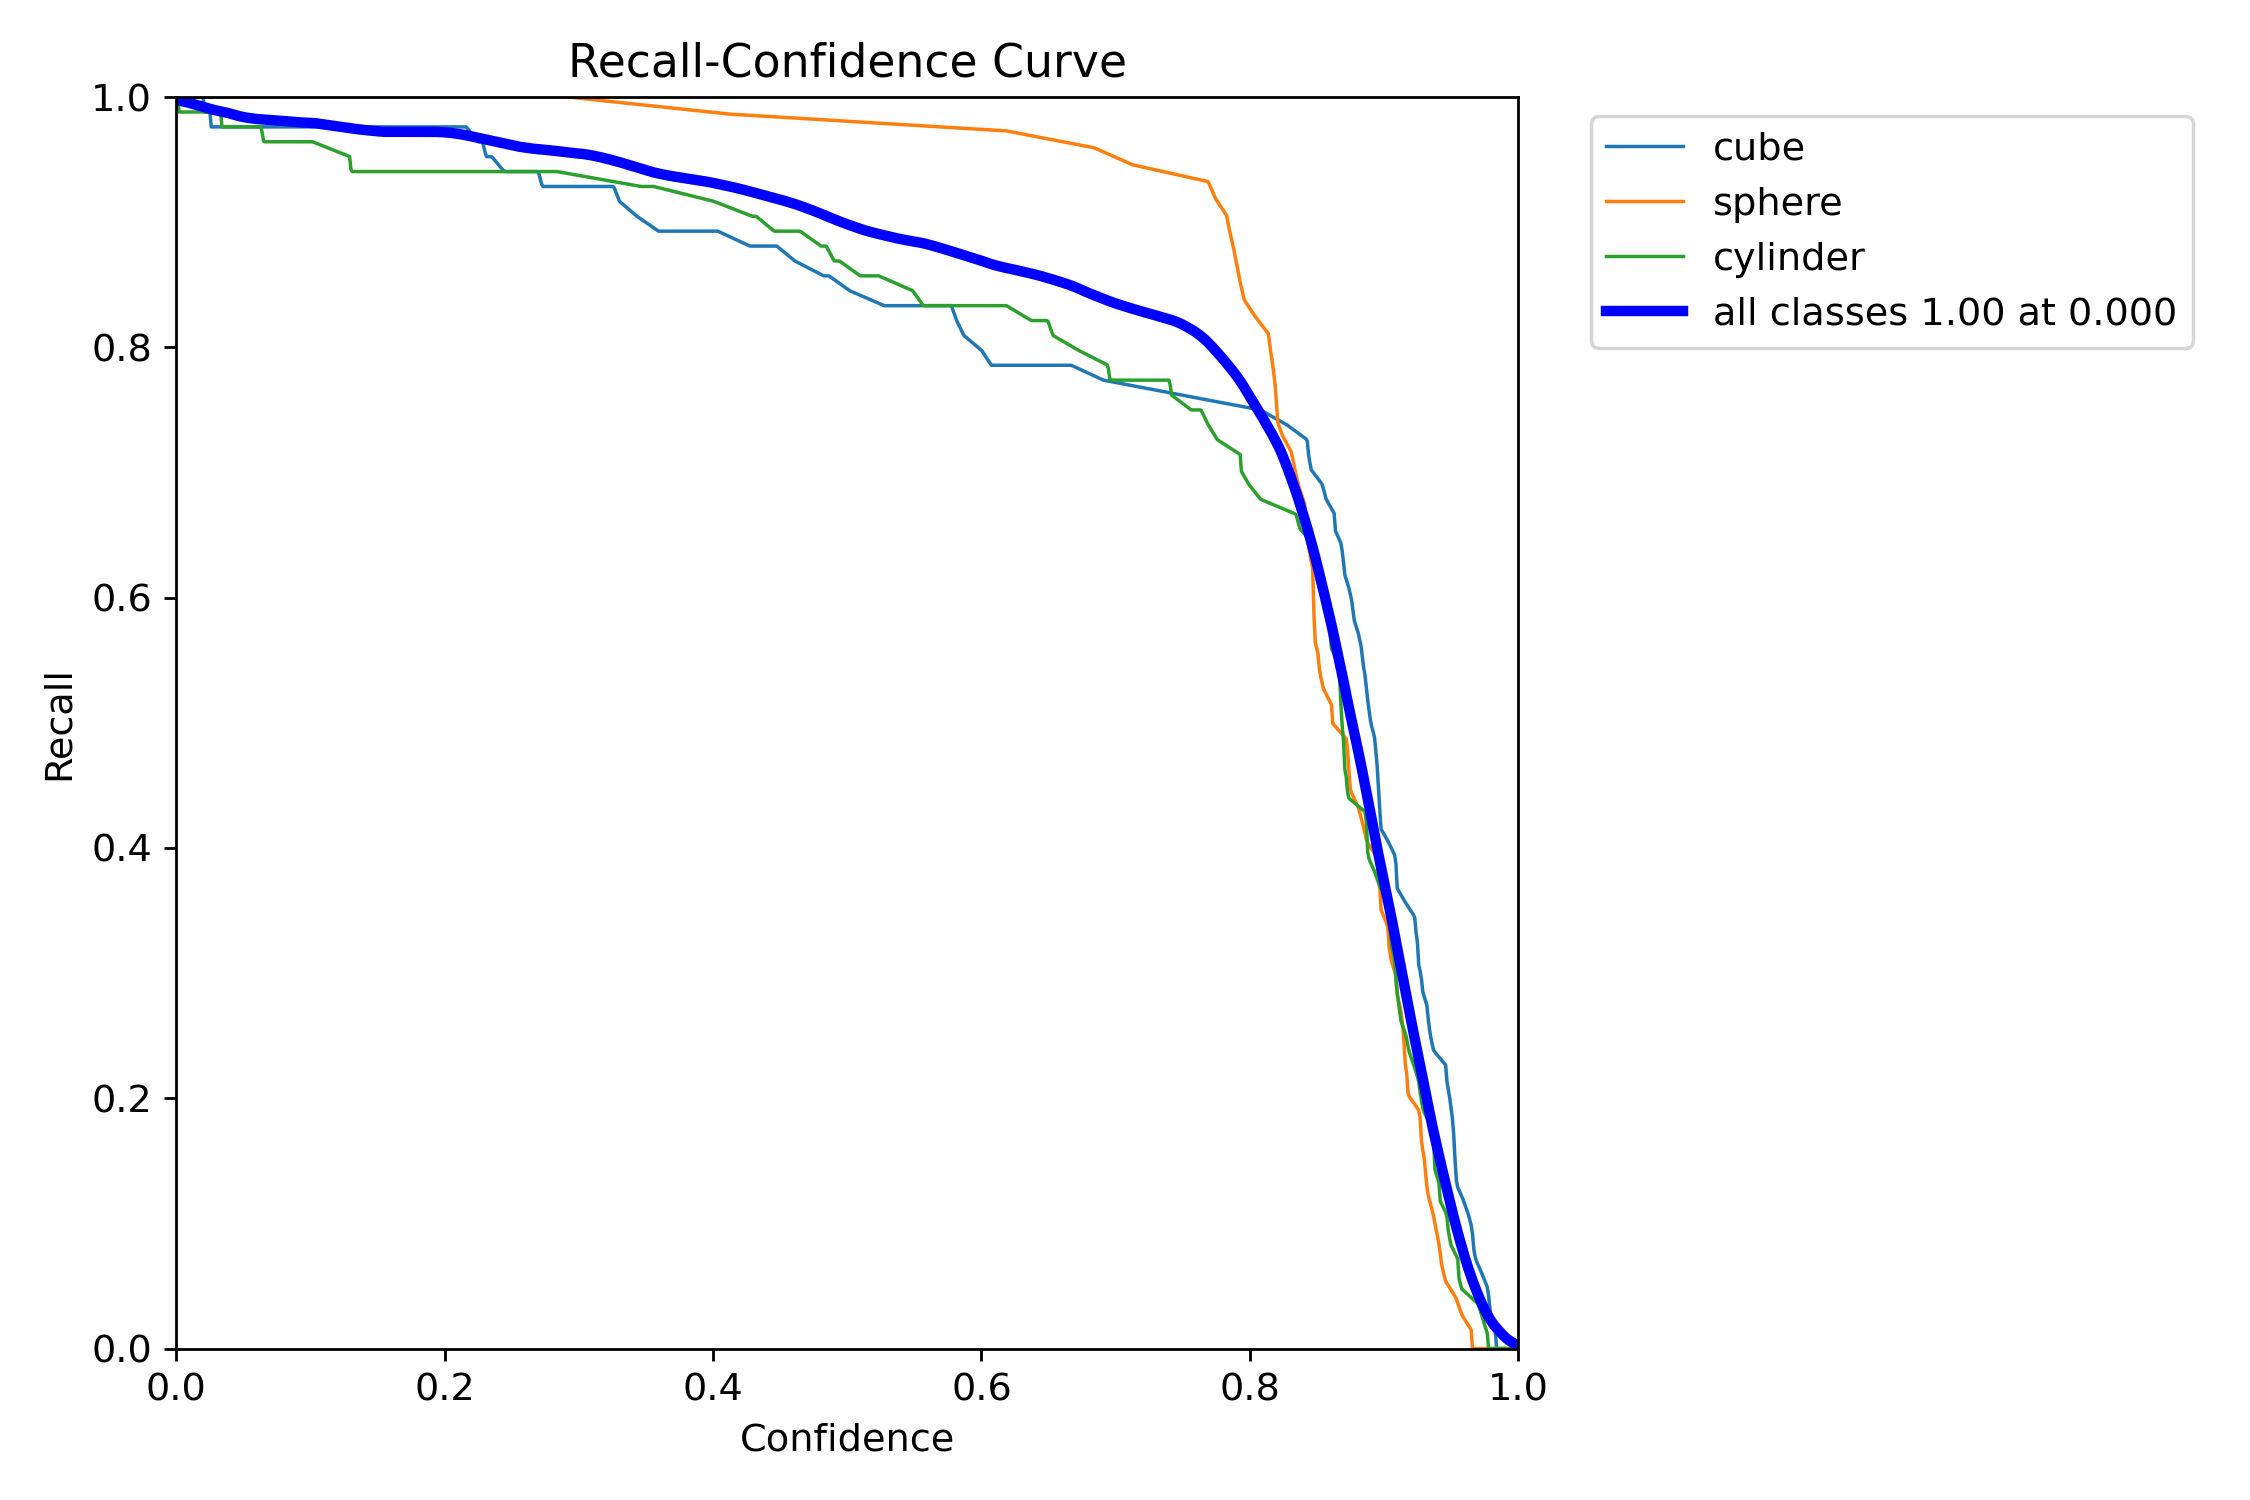 Recall-Confidence Curve
1.0
0.8
0.6
0.4
0.2
0.0
Recall
0.0 0.2 0.4 0.6 0.8 1.0
Confidence
cube
sphere
cylinder
all classes 1.00 at 0.000